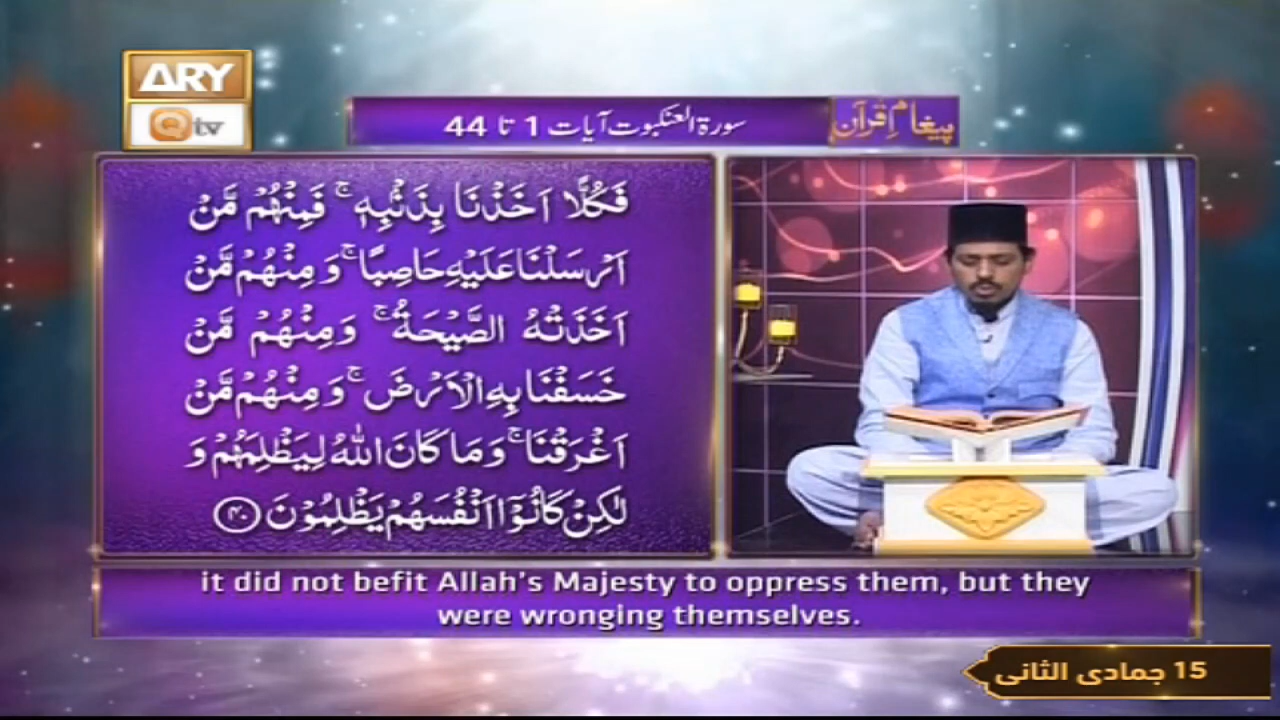 ARY
Qtv
سورۃ العنکبوت آیات 1 تا 44
پیغامِ قرآن
فَكُلًّا اَخَذْنَا بِذَنْۢبِهٖ ۚ فَمِنْهُمْ مَّنْ
اَرْسَلْنَا عَلَيْهِ حَاصِبًا ۚ وَ مِنْهُمْ مَّنْ
اَخَذَتْهُ الصَّيْحَةُ ۚ وَ مِنْهُمْ مَّنْ
خَسَفْنَا بِهِ الْاَرْضَ ۚ وَ مِنْهُمْ مَّنْ
اَغْرَقْنَا ۚ وَ مَا كَانَ اللّٰهُ لِيَظْلِمَهُمْ وَ
لٰكِنْ كَانُوْۤا اَنْفُسَهُمْ يَظْلِمُوْنَ ۴۰
it did not befit Allah's Majesty to oppress them, but they
were wronging themselves.
15 جمادی الثانی